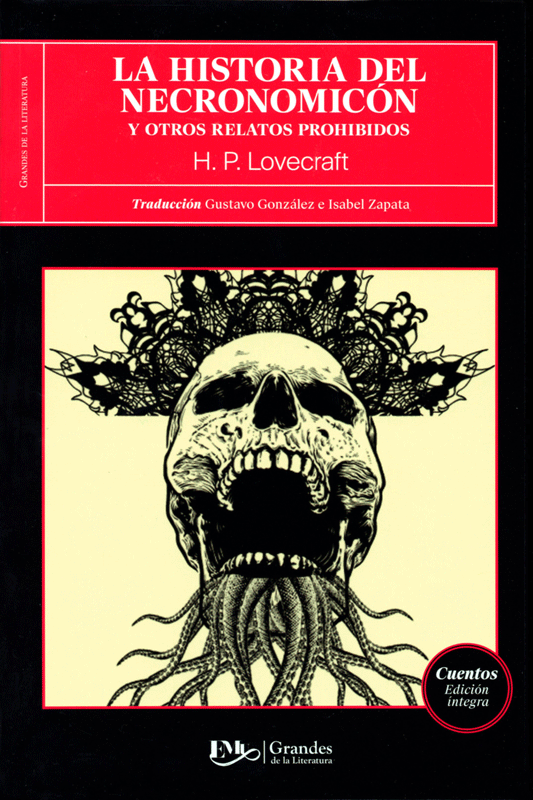 GRANDES DE LA LITERATURA
LA HISTORIA DEL
NECRONOMICÓN
Y OTROS RELATOS PROHIBIDOS
H. P. Lovecraft
Traducción Gustavo González e Isabel Zapata
Cuentos
Edición
íntegra
EMU
Grandes
de la Literatura